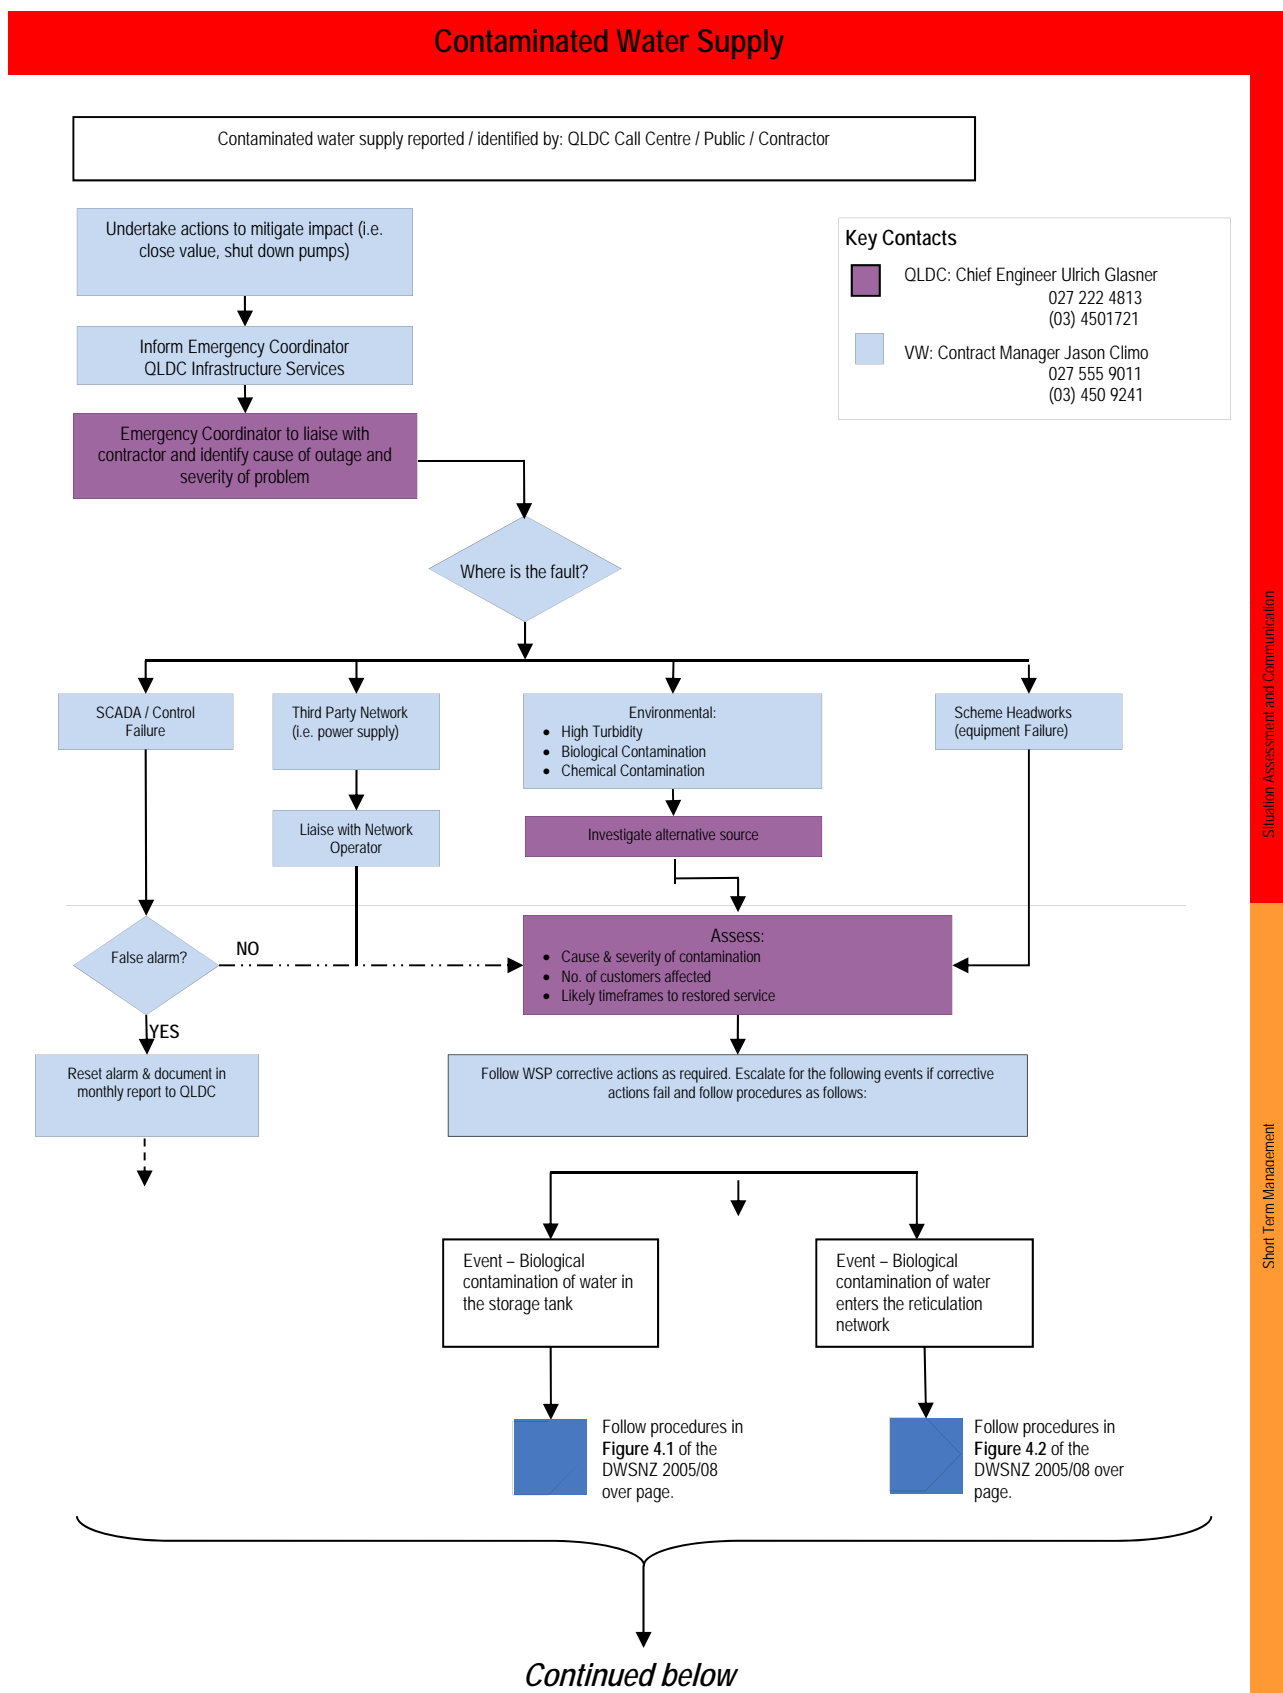 Contaminated Water Supply
Contaminated water supply reported / identified by: QLDC Call Centre / Public / Contractor
Undertake actions to mitigate impact (i.e.
close value, shut down pumps)
Key Contacts
QLDC: Chief Engineer Ulrich Glasner
027 222 4813
(03) 4501721
VW: Contract Manager Jason Climo
027 555 9011
(03) 450 9241
Inform Emergency Coordinator
QLDC Infrastructure Services
Emergency Coordinator to liaise with
contractor and identify cause of outage and
severity of problem
Where is the fault?
SCADA / Control
Failure
Third Party Network
(i.e. power supply)
Environmental:
• High Turbidity
• Biological Contamination
• Chemical Contamination
Scheme Headworks
(equipment Failure)
Liaise with Network
Operator
Investigate alternative source
Situation Assessment and Communication
False alarm?
NO
YES
Assess:
• Cause & severity of contamination
• No. of customers affected
• Likely timeframes to restored service
Reset alarm & document in
monthly report to QLDC
Follow WSP corrective actions as required. Escalate for the following events if corrective
actions fail and follow procedures as follows:
Short Term Management
Event – Biological
contamination of water in
the storage tank
Event – Biological
contamination of water
enters the reticulation
network
Follow procedures in
Figure 4.1 of the
DWSNZ 2005/08
over page.
Follow procedures in
Figure 4.2 of the
DWSNZ 2005/08 over
page.
Continued below